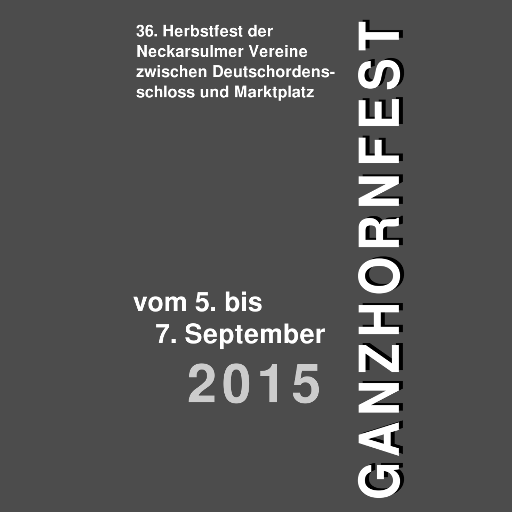 36. Herbstfest der
Neckarsulmer Vereine
zwischen Deutschordens-
schloss und Marktplatz
GANZHORNFEST
vom 5. bis
7. September
2015